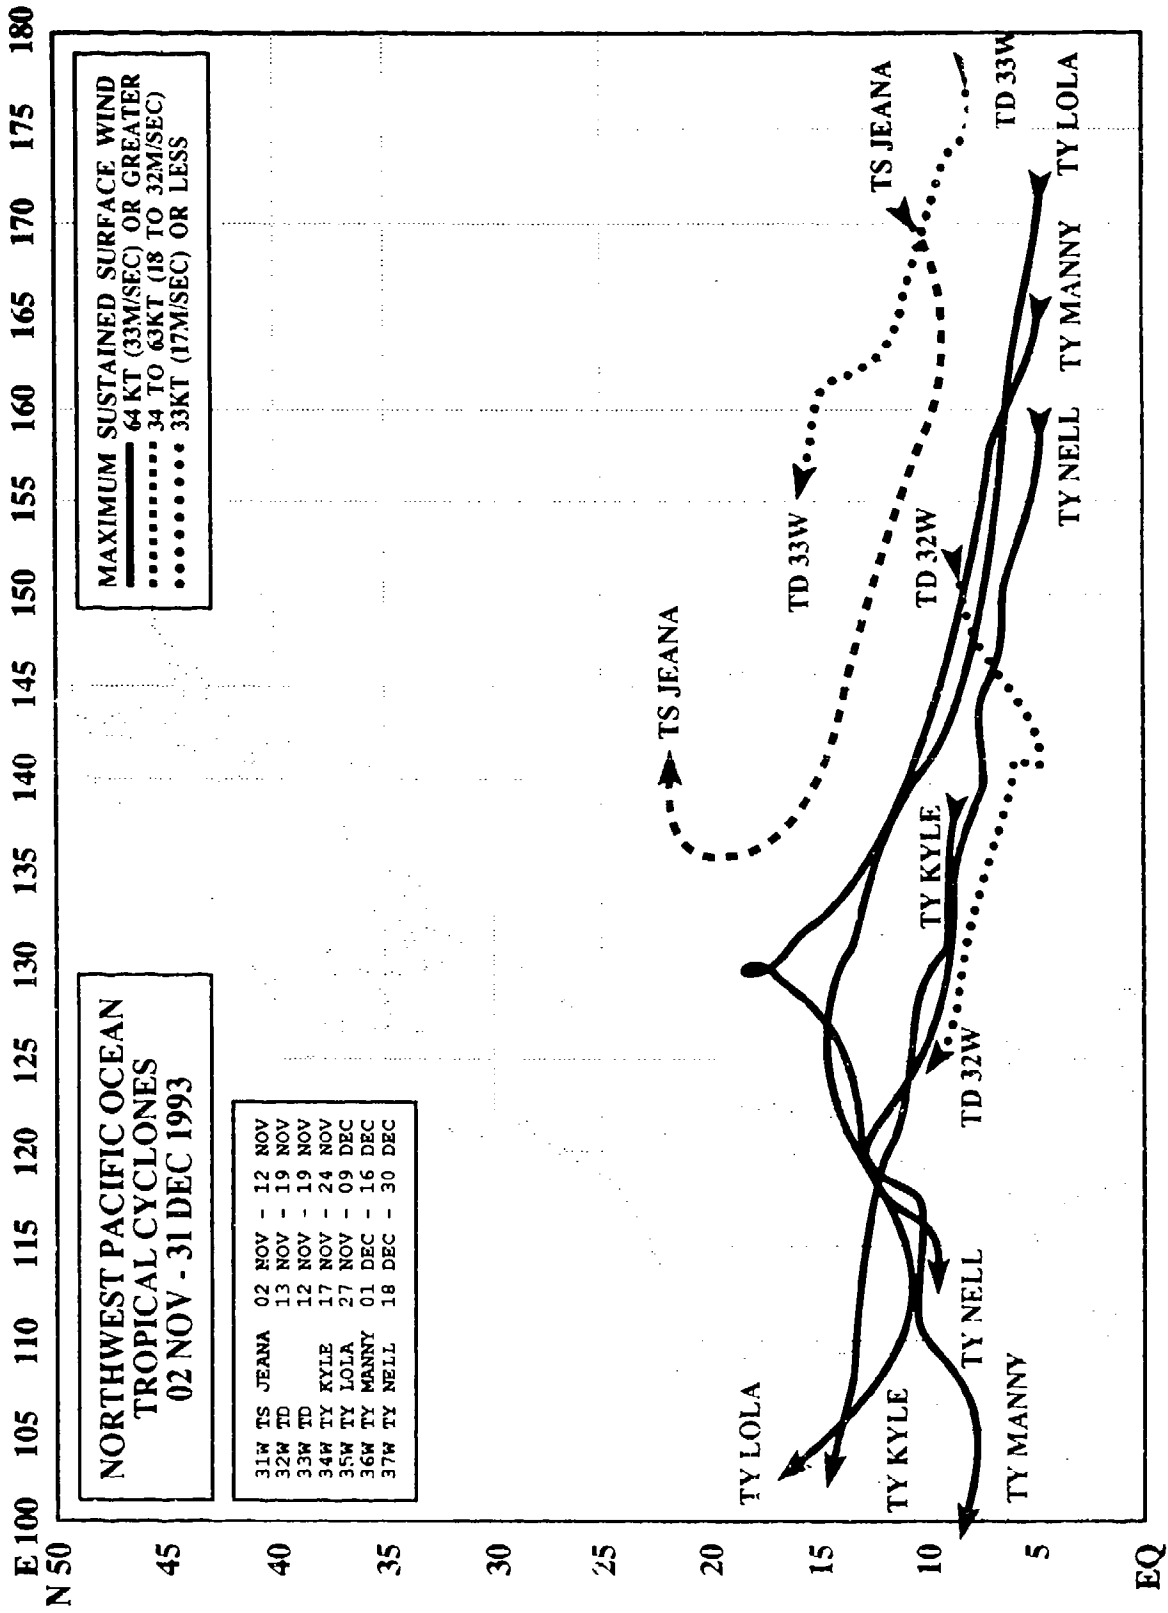 NORTHWEST PACIFIC OCEAN
TROPICAL CYCLONES
02 NOV - 31 DEC 1993
MAXIMUM SUSTAINED SURFACE WIND
64 KT (33M/SEC) OR GREATER
34 TO 63KT (18 TO 32M/SEC)
33KT (17M/SEC) OR LESS
31W TS JEANA 02 NOV - 12 NOV
32W TD 13 NOV - 19 NOV
33W TD 12 NOV - 19 NOV
34W TY KYLE 17 NOV - 24 NOV
35W TY LOLA 27 NOV - 09 DEC
36W TY MANNY 01 DEC - 16 DEC
37W TY NELL 18 DEC - 30 DEC
E 100 105 110 115 120 125 130 135 140 145 150 155 160 165 170 175 180
N 50
45
40
35
30
25
20
15
10
5
EQ
TS JEANA
TD 33W
TS JEANA
TD 33W
TD 32W
TY LOLA
TY MANNY
TY NELL
TY KYLE
TD 32W
TY LOLA
TY KYLE
TY NELL
TY MANNY